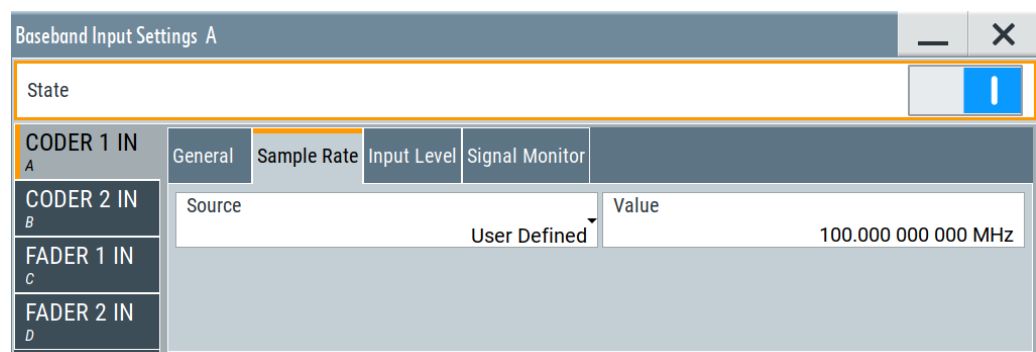 Baseband Input Settings A
State
CODER 1 IN
A
General Sample Rate Input Level Signal Monitor
CODER 2 IN
B
Source
User Defined
Value
100.000 000 000 MHz
FADER 1 IN
C
FADER 2 IN
D